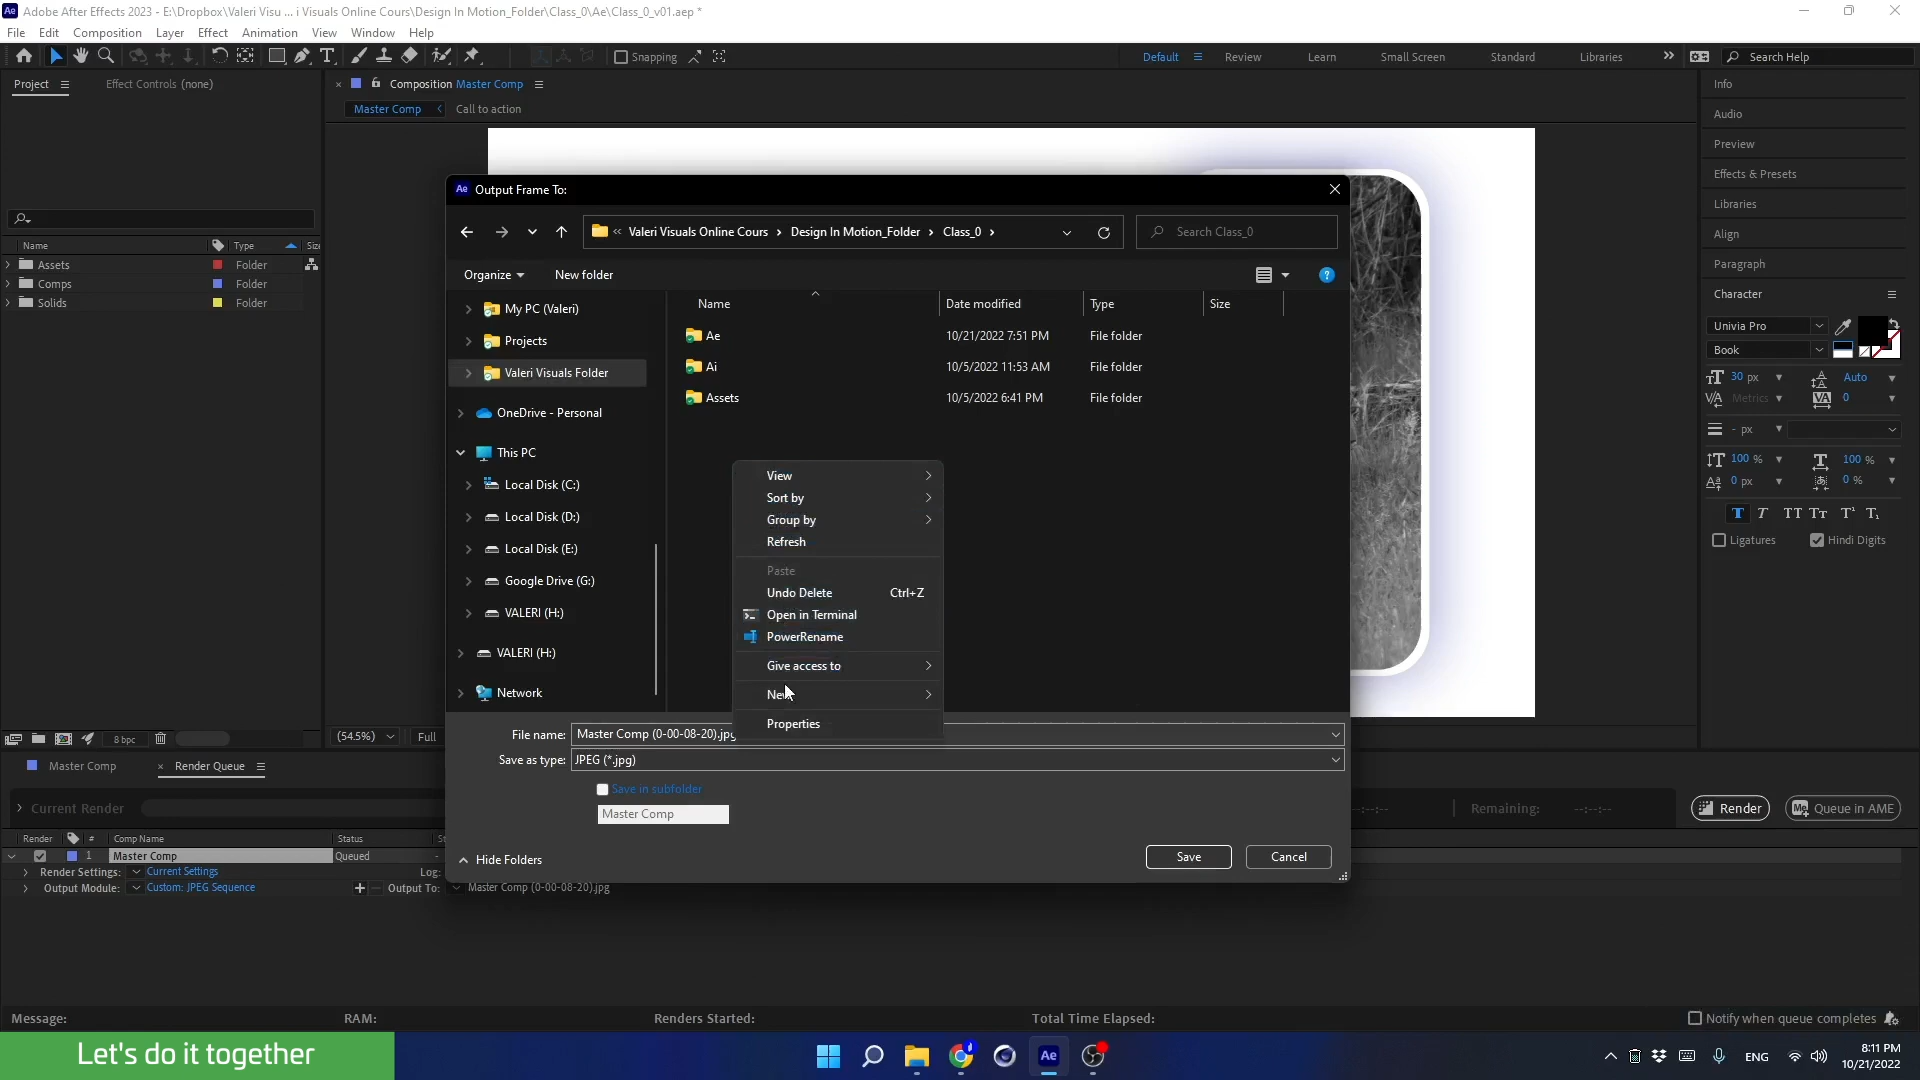 Adobe After Effects 2023 - E:\Dropbox\Valeri Visu ... i Visuals Online Cours\Design In Motion_Folder\Class_0\Ae\Class_0_v01.aep *
File Edit Composition Layer Effect Animation View Window Help
Snapping Default Review Learn Small Screen Standard Libraries Search Help
Project Effect Controls (none) Composition Master Comp Info
Master Comp Call to action
Audio
Preview
Effects & Presets
Libraries
Align
Paragraph
Character
Univia Pro
Book
30 px Auto
Metrics 0
- px
100 % 100 %
0 px 0 %
Ligatures Hindi Digits
Name Type Size
Assets Folder
Comps Folder
Solids Folder
Ae Output Frame To:
Valeri Visuals Online Cours Design In Motion_Folder Class_0 Search Class_0
Organize New folder
Name Date modified Type Size
Ae 10/21/2022 7:51 PM File folder
Ai 10/5/2022 11:53 AM File folder
Assets 10/5/2022 6:41 PM File folder
My PC (Valeri)
Projects
Valeri Visuals Folder
OneDrive - Personal
This PC
Local Disk (C:)
Local Disk (D:)
Local Disk (E:)
Google Drive (G:)
VALERI (H:)
VALERI (H:)
Network
View
Sort by
Group by
Refresh
Paste
Undo Delete Ctrl+Z
Open in Terminal
PowerRename
Give access to
New
Properties
File name: Master Comp (0-00-08-20).jpg
Save as type: JPEG (*.jpg)
Save in subfolder
Master Comp
Hide Folders Save Cancel
8 bpc (54.5%) Full
Master Comp Render Queue
Current Render Remaining: --:--:-- Render Queue in AME
Render # Comp Name Status
1 Master Comp Queued -
Render Settings: Current Settings Log:
Output Module: Custom: JPEG Sequence Output To: Master Comp (0-00-08-20).jpg
Message: RAM: Renders Started: Total Time Elapsed: Notify when queue completes
Let's do it together
Ae ENG 8:11 PM
10/21/2022